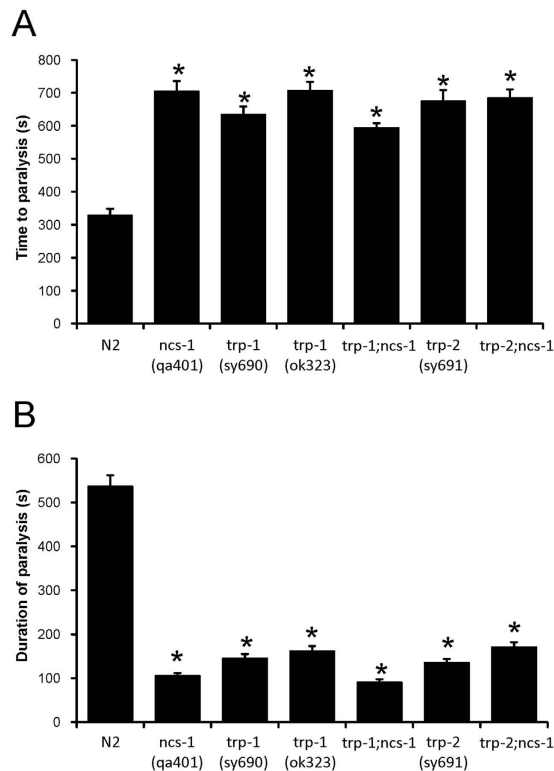 A
Time to paralysis (s)
800
700
600
500
400
300
200
100
0
* * * * * *
N2 ncs-1 trp-1 trp-1 trp-1;ncs-1 trp-2 trp-2;ncs-1
(qa401) (sy690) (ok323) (sy691)
B
Duration of paralysis (s)
600
500
400
300
200
100
0
* * * * * *
N2 ncs-1 trp-1 trp-1 trp-1;ncs-1 trp-2 trp-2;ncs-1
(qa401) (sy690) (ok323) (sy691)